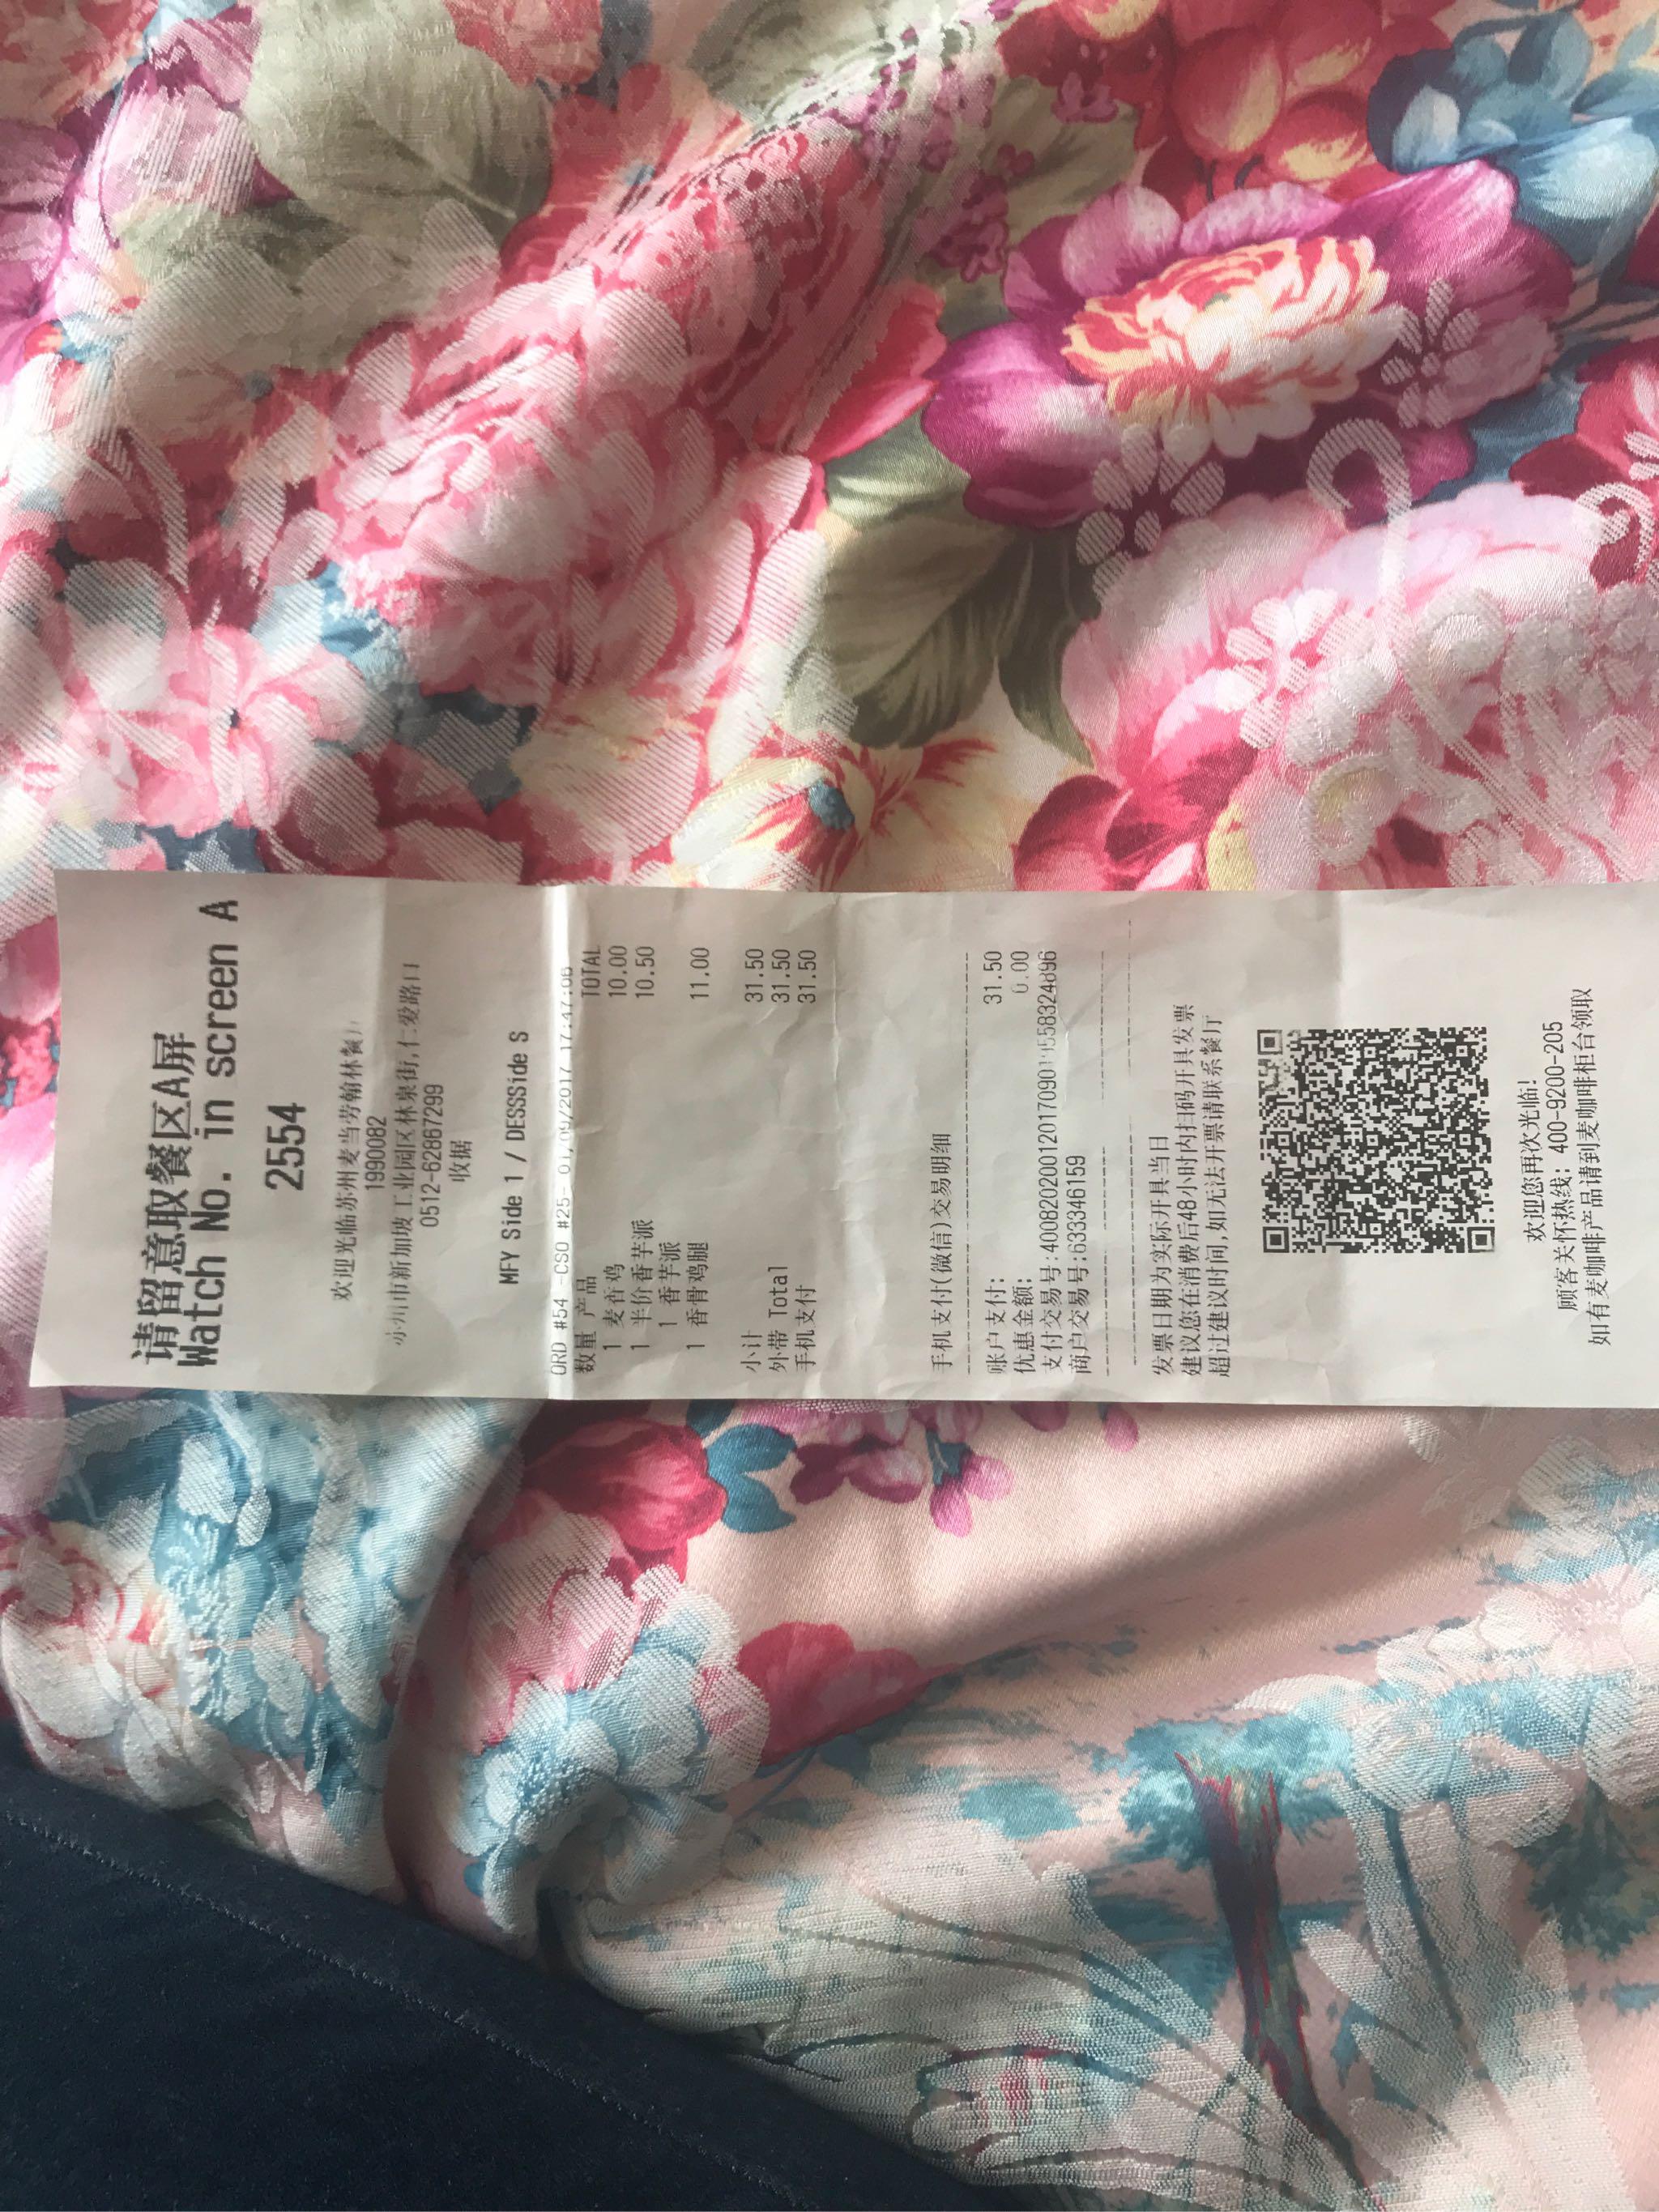 请留意取餐区A屏
Watch No. in screen A
2554
欢迎光临苏州麦当劳翰林餐厅
19990082
苏州市新加坡工业园区林泉街,仁爱路口
0512-62867299
收据
MFY Side 1 / DESSSide S
ORD #54 -CSO #25- 01/09/2017 17:47:06
数量 产品 TOTAL
1 麦香鸡 10.00
1 半价香芋派 10.50
1 香芋派
1 香骨鸡腿 11.00
小计 31.50
外带 Total 31.50
手机支付 31.50
手机支付(微信)交易明细
账户支付: 31.50
优惠金额: 0.00
支付交易号:
商户交易号:633346159
发票日期为实际开具当日
建议您在消费后48小时内扫码开具发票
超过建议时间,如无法开票请联系餐厅
欢迎您再次光临!
顾客关怀热线: 400-9200-205
如有麦咖啡产品请到麦咖啡柜台领取